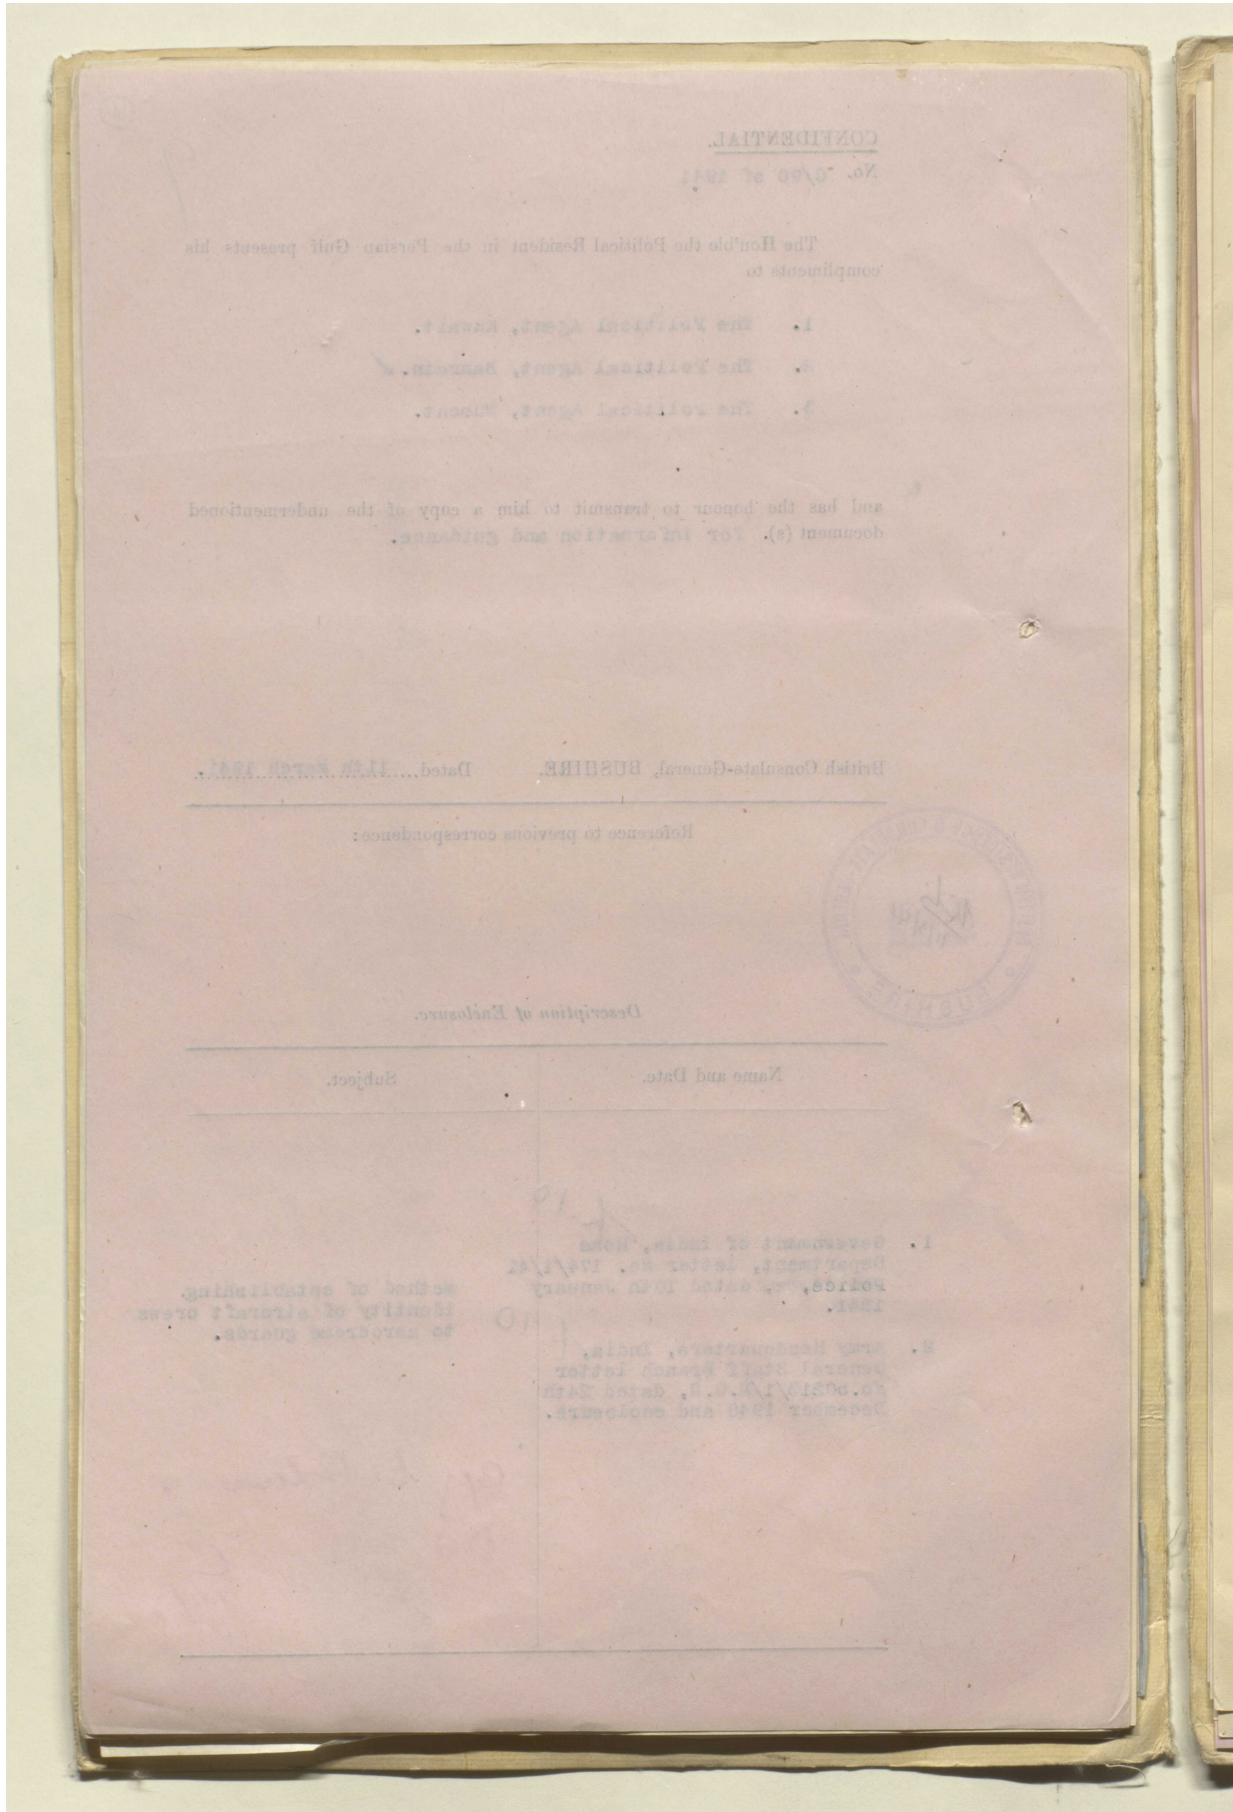 CONFIDENTIAL.
No. C/90 of 1941
The Hon'ble the Political Resident in the Persian Gulf presents his
compliments to
1. The Political Agent, Kuwait.
2. The Political Agent, Bahrain.
3. The Political Agent, Muscat.
and has the honour to transmit to him a copy of the undermentioned
document (s). for information and guidance.
British Consulate-General, BUSHIRE.
Dated 11th March 1941.
Reference to previous correspondence:
BUSHIRE
Description of Enclosure.
Name and Date.
Subject.
1. Government of India, Home
Department, letter No. 174/1/41
Police, dated 10th January
1941.
2. Army Headquarters, India,
General Staff Branch letter
dated 24th
December 1940 and enclosure.
Method of establishing
identity of aircraft crews
to aerodrome guards.